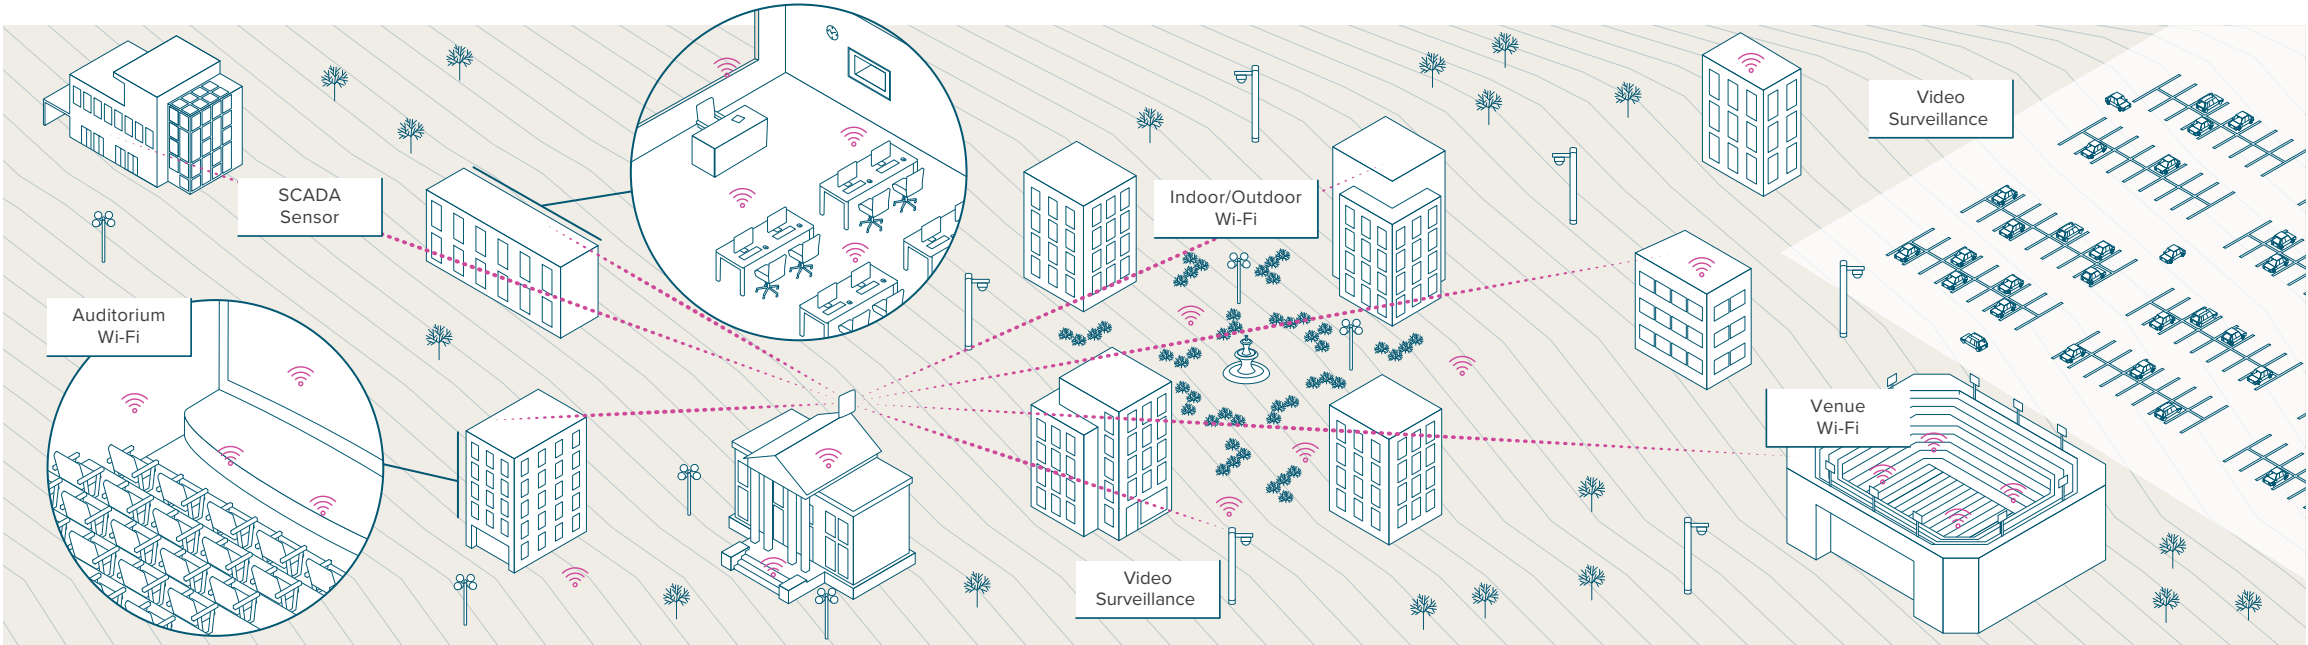 Video
Surveillance
SCADA
Sensor
Indoor/Outdoor
Wi-Fi
Auditorium
Wi-Fi
Venue
Wi-Fi
Video
Surveillance